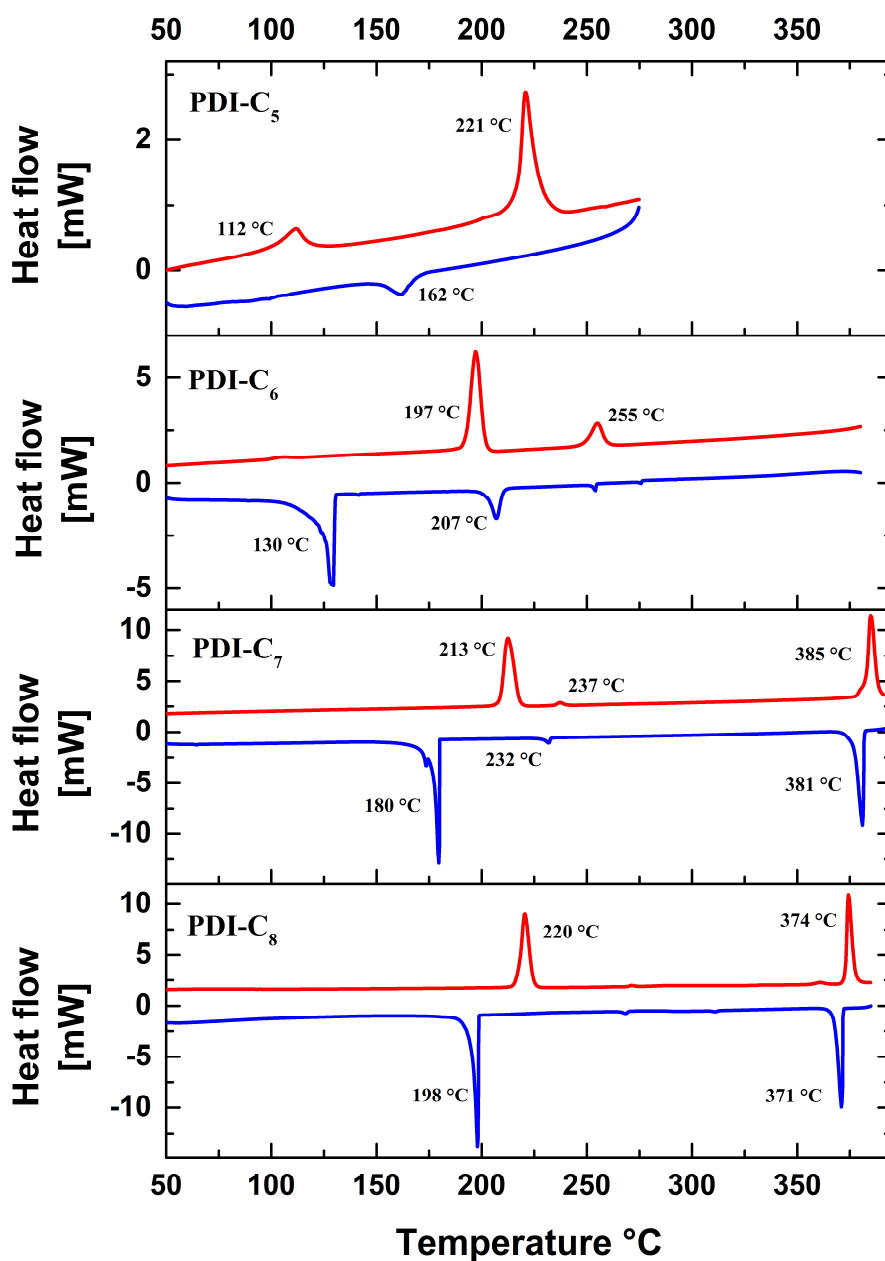 50 100 150 200 250 300 350
PDI-C5
221 °C
112 °C
162 °C
2
0
Heat flow
[mW]
PDI-C6
197 °C
255 °C
130 °C
207 °C
5
0
-5
Heat flow
[mW]
PDI-C7
213 °C
237 °C
385 °C
180 °C
232 °C
381 °C
10
5
0
-5
-10
Heat flow
[mW]
PDI-C8
220 °C
374 °C
198 °C
371 °C
10
5
0
-5
-10
Heat flow
[mW]
50 100 150 200 250 300 350
Temperature °C